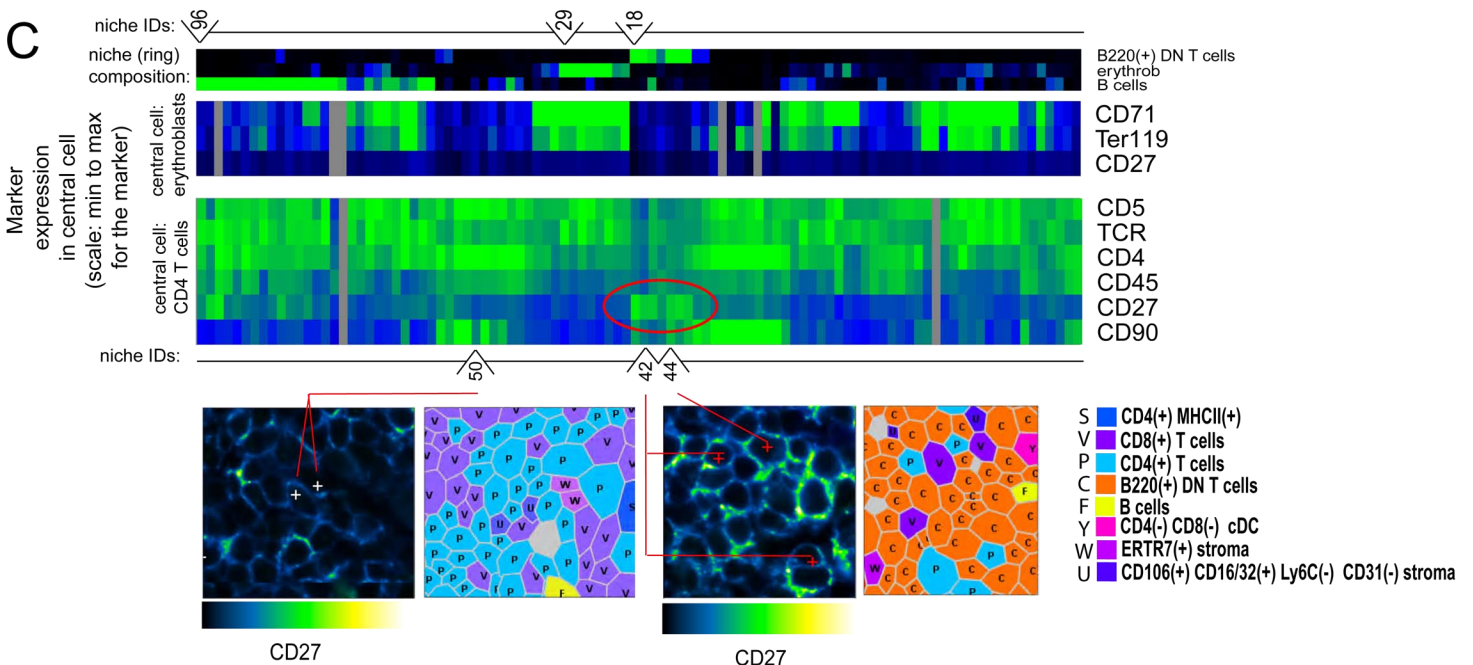 C
niche IDs:
96
29
18
niche (ring)
composition:
B220(+) DN T cells
erythrob
B cells
Marker
expression
in central cell
(scale: min to max
for the marker)
central cell:
erythroblasts
CD71
Ter119
CD27
central cell:
CD4 T cells
CD5
TCR
CD4
CD45
CD27
CD90
niche IDs:
50
42
44
S CD4(+) MHCII(+)
V CD8(+) T cells
P CD4(+) T cells
C B220(+) DN T cells
F B cells
Y CD4(-) CD8(-) cDC
W ERTR7(+) stroma
U CD106(+) CD16/32(+) Ly6C(-) CD31(-) stroma
CD27
CD27